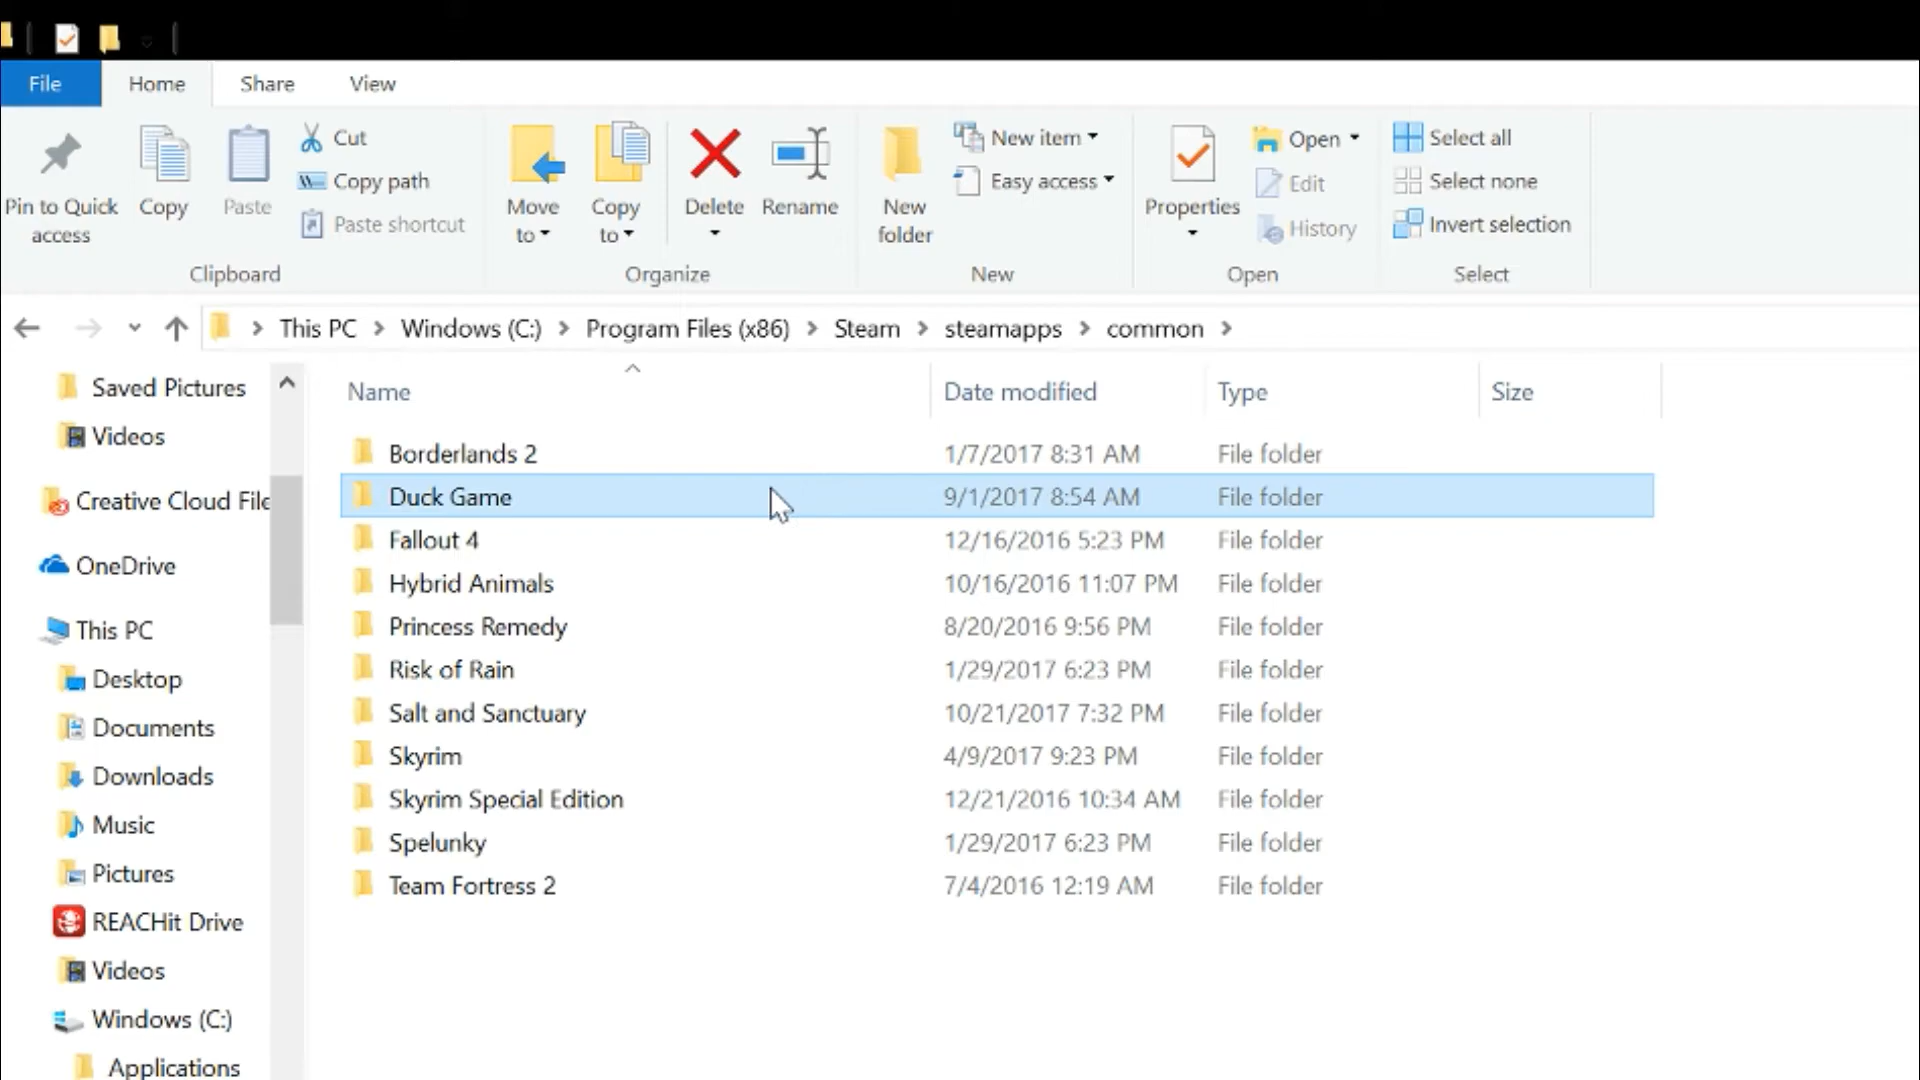 File Home Share View
Pin to Quick access
Copy
Paste
Cut
Copy path
Paste shortcut
Clipboard
Move to
Copy to
Delete
Rename
Organize
New folder
New item
Easy access
New
Properties
Open
Edit
History
Open
Select all
Select none
Invert selection
Select
This PC Windows (C:) Program Files (x86) Steam steamapps common
Saved Pictures
Videos
Creative Cloud File
OneDrive
This PC
Desktop
Documents
Downloads
Music
Pictures
REACHit Drive
Videos
Windows (C:)
Applications
Name Date modified Type Size
Borderlands 2 1/7/2017 8:31 AM File folder
Duck Game 9/1/2017 8:54 AM File folder
Fallout 4 12/16/2016 5:23 PM File folder
Hybrid Animals 10/16/2016 11:07 PM File folder
Princess Remedy 8/20/2016 9:56 PM File folder
Risk of Rain 1/29/2017 6:23 PM File folder
Salt and Sanctuary 10/21/2017 7:32 PM File folder
Skyrim 4/9/2017 9:23 PM File folder
Skyrim Special Edition 12/21/2016 10:34 AM File folder
Spelunky 1/29/2017 6:23 PM File folder
Team Fortress 2 7/4/2016 12:19 AM File folder